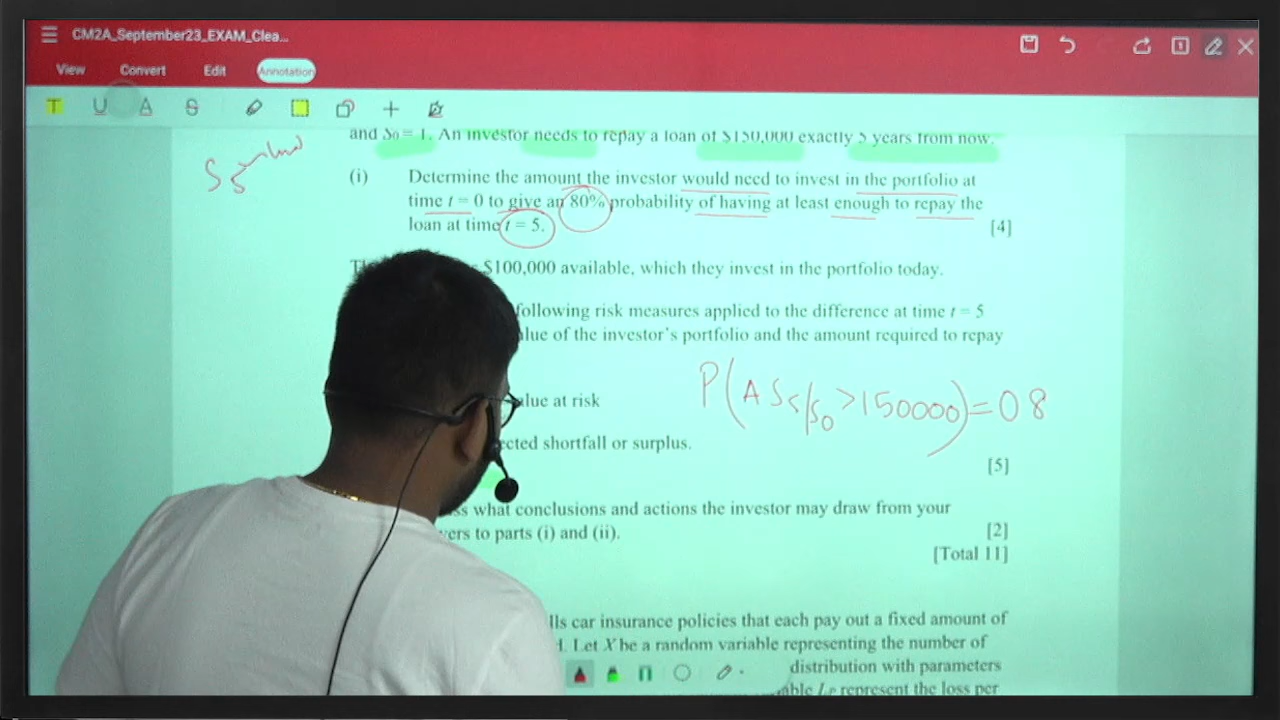 CM2A_September23_EXAM_Clea...
View Convert Edit Annotation
T U A S
and S₀ = 1. An investor needs to repay a loan of $150,000 exactly 5 years from now.
S₅
(i) Determine the amount the investor would need to invest in the portfolio at
time t = 0 to give an 80% probability of having at least enough to repay the
loan at time t = 5.
[4]
$100,000 available, which they invest in the portfolio today.
following risk measures applied to the difference at time t = 5
of the investor's portfolio and the amount required to repay
P(A S₅/S₀ > 150000) = 0 8
at risk
shortfall or surplus.
[5]
what conclusions and actions the investor may draw from your
to parts (i) and (ii).
[2]
[Total 11]
car insurance policies that each pay out a fixed amount of
Let X be a random variable representing the number of
distribution with parameters
represent the loss per